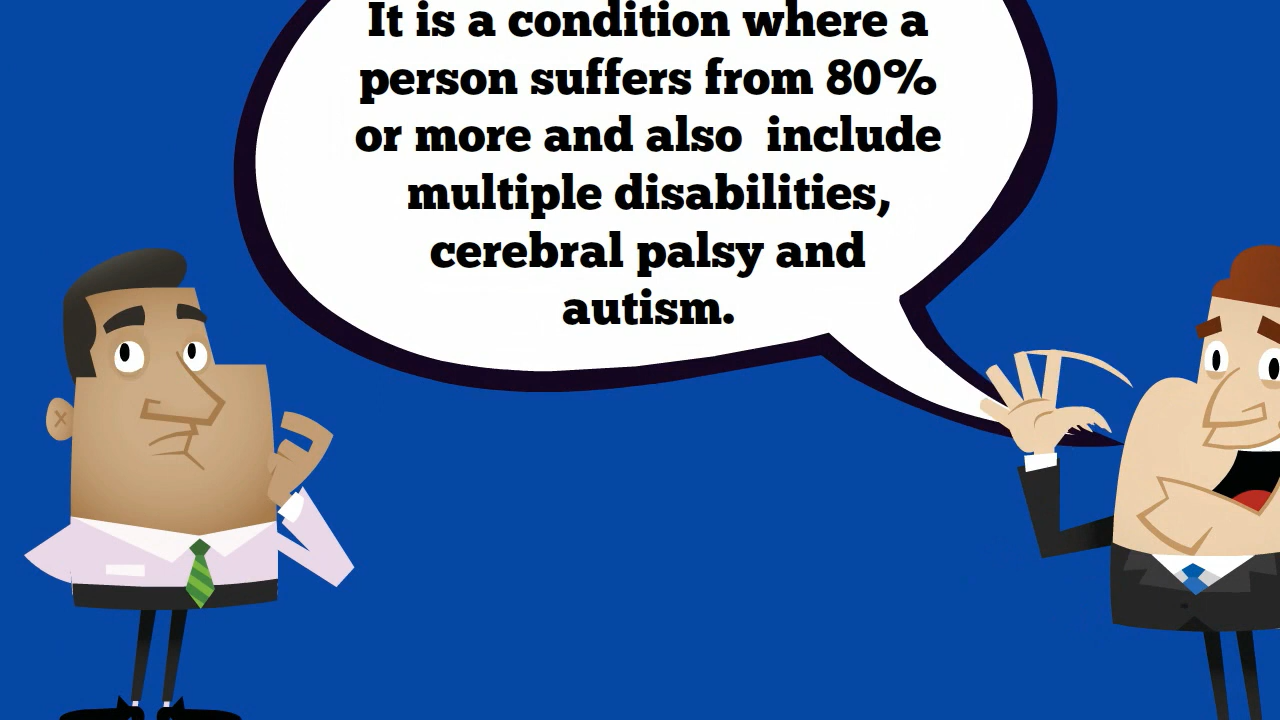 It is a condition where a
person suffers from 80%
or more and also  include
multiple disabilities,
cerebral palsy and
autism.